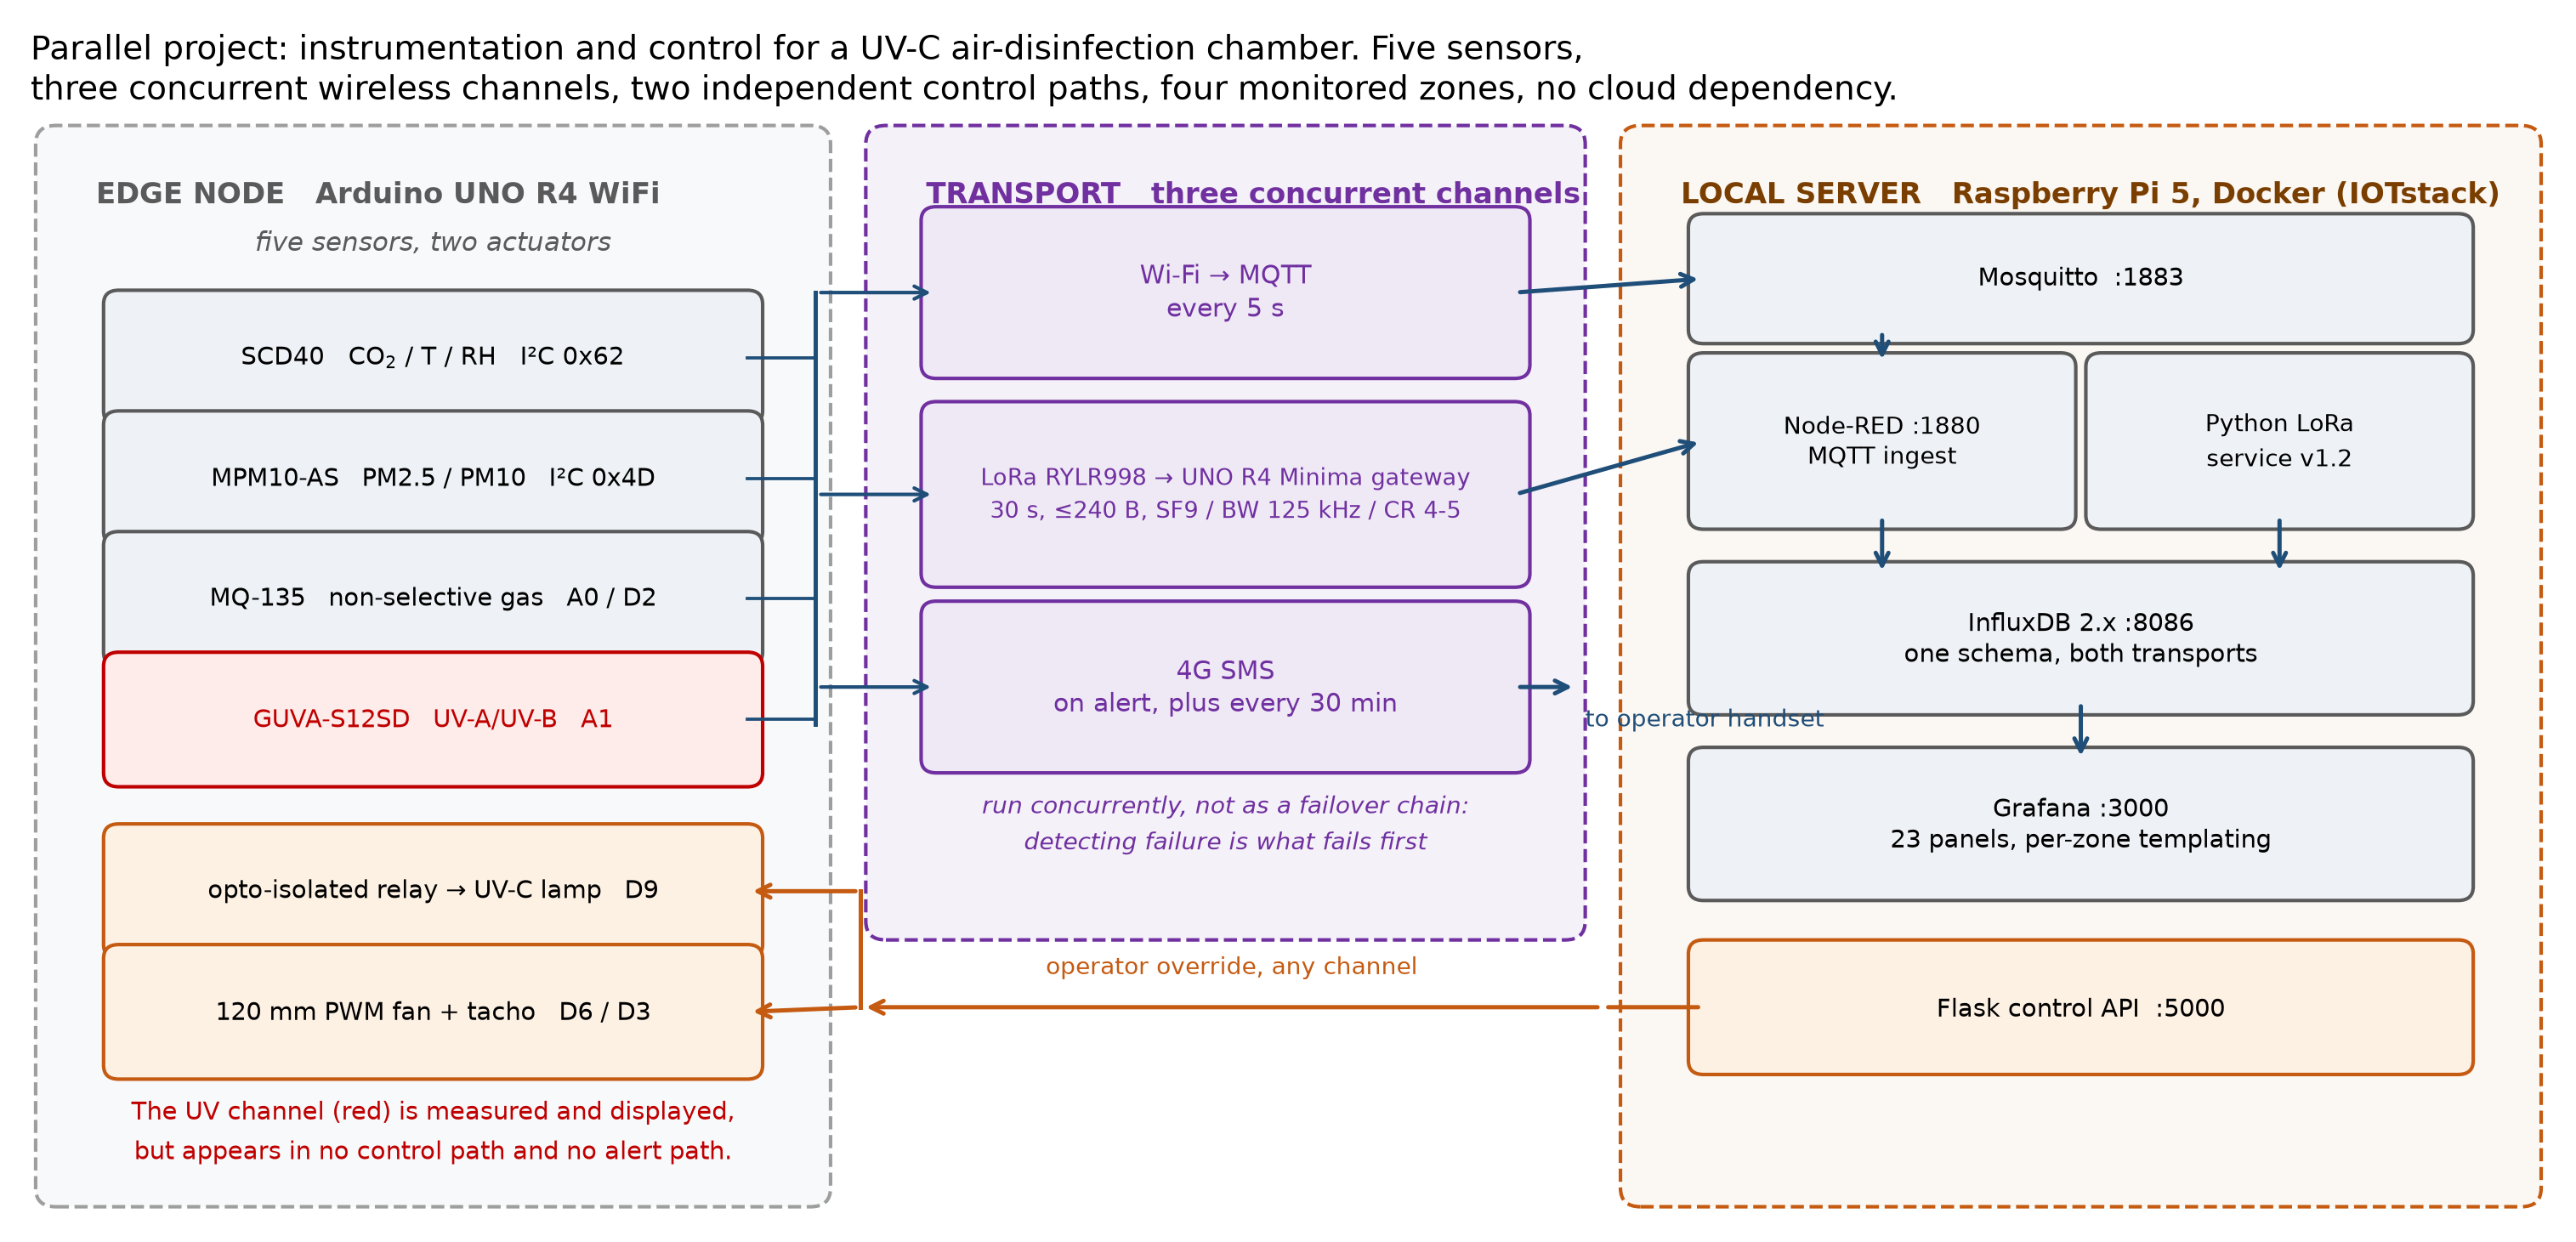 Parallel project: instrumentation and control for a UV-C air-disinfection chamber. Five sensors,
three concurrent wireless channels, two independent control paths, four monitored zones, no cloud dependency.
EDGE NODE   Arduino UNO R4 WiFi
five sensors, two actuators
SCD40   CO₂ / T / RH   I²C 0x62
MPM10-AS   PM2.5 / PM10   I²C 0x4D
MQ-135   non-selective gas   A0 / D2
GUVA-S12SD   UV-A/UV-B   A1
opto-isolated relay → UV-C lamp   D9
120 mm PWM fan + tacho   D6 / D3
The UV channel (red) is measured and displayed,
but appears in no control path and no alert path.
TRANSPORT   three concurrent channels
Wi-Fi → MQTT
every 5 s
LoRa RYLR998 → UNO R4 Minima gateway
30 s, ≤240 B, SF9 / BW 125 kHz / CR 4-5
4G SMS
on alert, plus every 30 min
to operator handset
run concurrently, not as a failover chain:
detecting failure is what fails first
operator override, any channel
LOCAL SERVER   Raspberry Pi 5, Docker (IOTstack)
Mosquitto  :1883
Node-RED :1880
MQTT ingest
Python LoRa
service v1.2
InfluxDB 2.x :8086
one schema, both transports
Grafana :3000
23 panels, per-zone templating
Flask control API  :5000